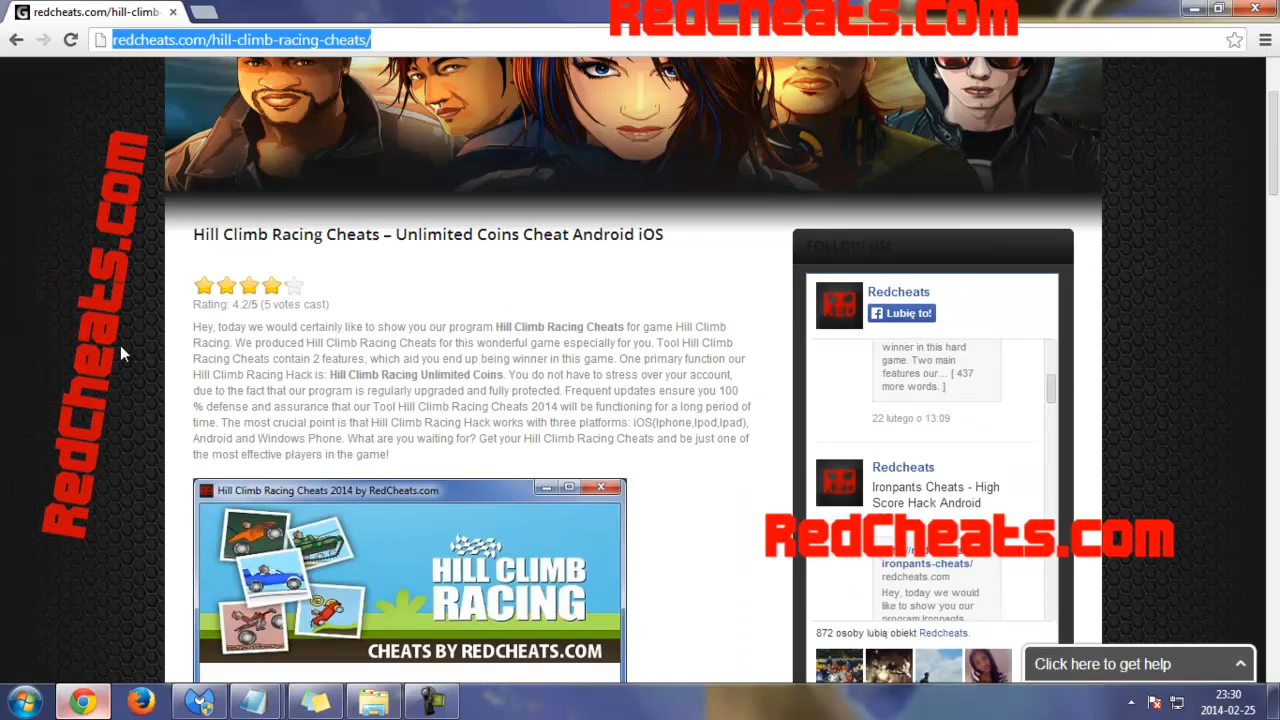 redcheats.com/hill-climb-
RedCheats.com
redcheats.com/hill-climb-racing-cheats/
RedCheats.com
Hill Climb Racing Cheats – Unlimited Coins Cheat Android iOS
FOLLOW US!
Rating: 4.2/5 (5 votes cast)
Hey, today we would certainly like to show you our program Hill Climb Racing Cheats for game Hill Climb
Racing. We produced Hill Climb Racing Cheats for this wonderful game especially for you. Tool Hill Climb
Racing Cheats contain 2 features, which aid you end up being winner in this game. One primary function our
Hill Climb Racing Hack is: Hill Climb Racing Unlimited Coins. You do not have to stress over your account,
due to the fact that our program is regularly upgraded and fully protected. Frequent updates ensure you 100
% defense and assurance that our Tool Hill Climb Racing Cheats 2014 will be functioning for a long period of
time. The most crucial point is that Hill Climb Racing Hack works with three platforms: iOS(Iphone,Ipod,Ipad),
Android and Windows Phone. What are you waiting for? Get your Hill Climb Racing Cheats and be just one of
the most effective players in the game!
Redcheats
Lubię to!
winner in this hard
game. Two main
features our... [ 437
more words. ]
22 lutego o 13:09
Redcheats
Ironpants Cheats - High
Score Hack Android
RedCheats.com
ironpants-cheats/
redcheats.com
Hey, today we would
like to show you our
program Ironpants
872 osoby lubią obiekt Redcheats.
Hill Climb Racing Cheats 2014 by RedCheats.com
HILL CLIMB
RACING
CHEATS BY REDCHEATS.COM
Click here to get help
23:30
2014-02-25